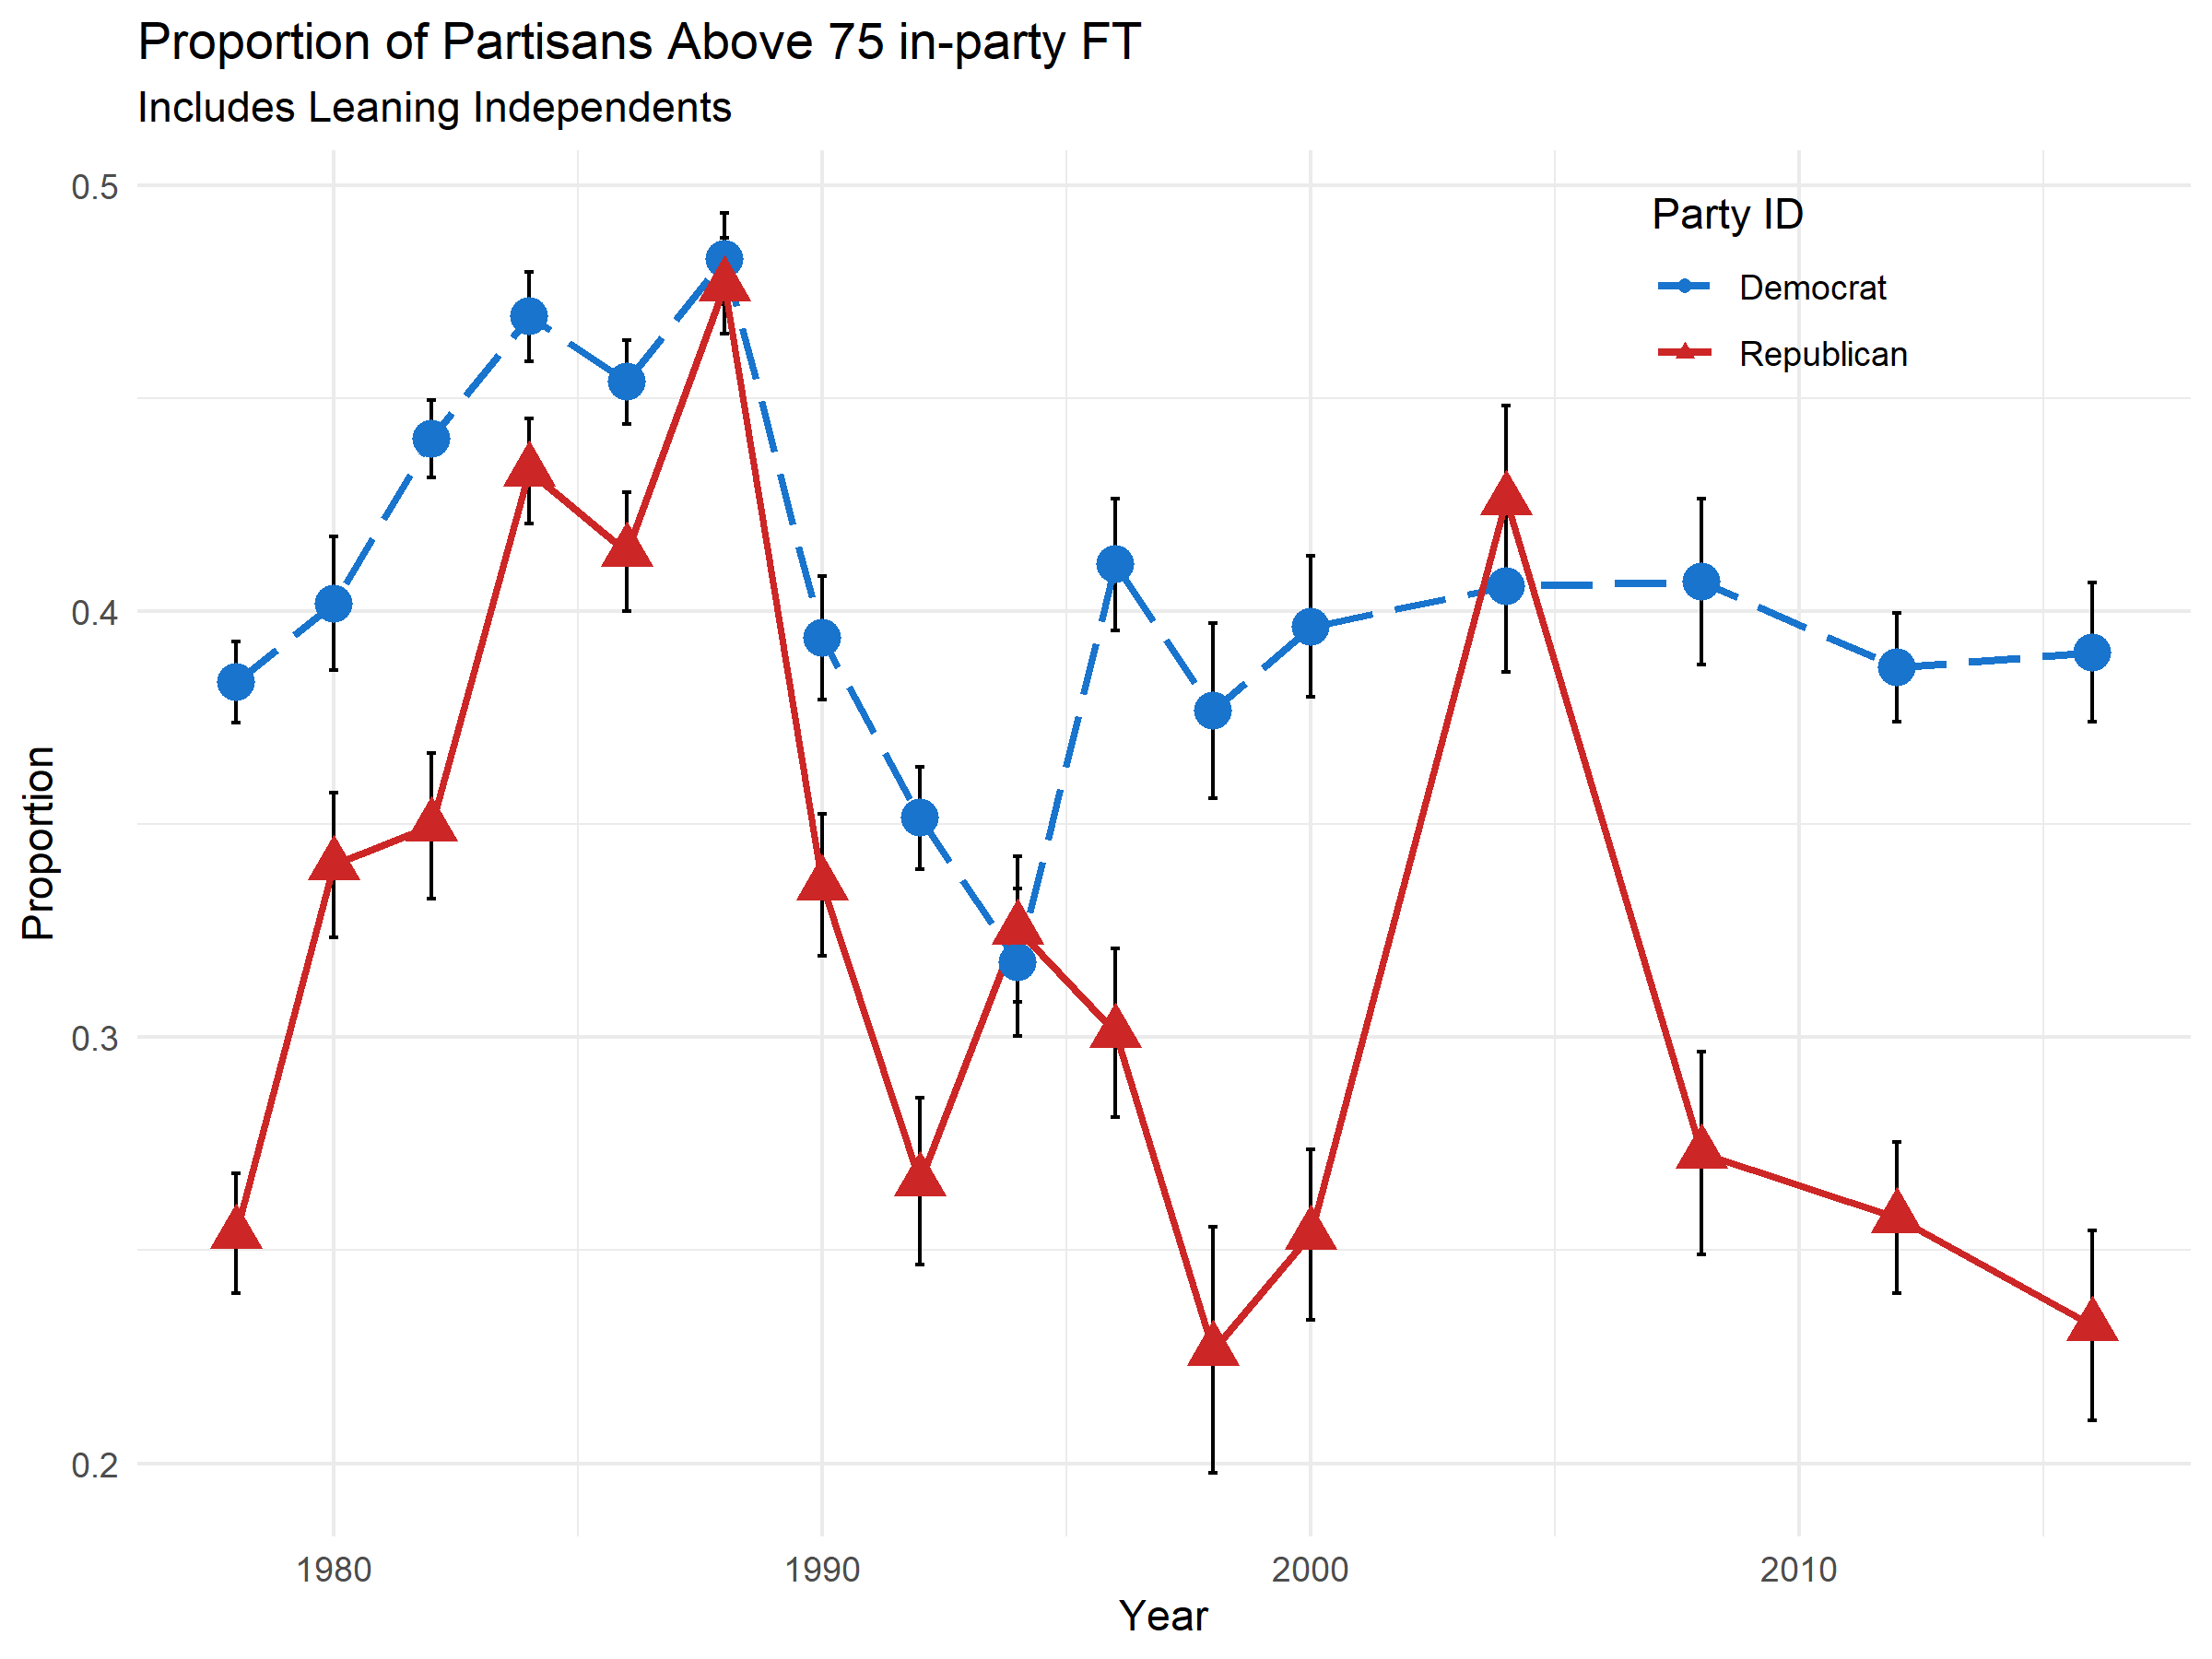 Proportion of Partisans Above 75 in-party FT
Includes Leaning Independents
Party ID
Democrat
Republican
0.5
0.4
0.3
0.2
Proportion
1980
1990
2000
2010
Year